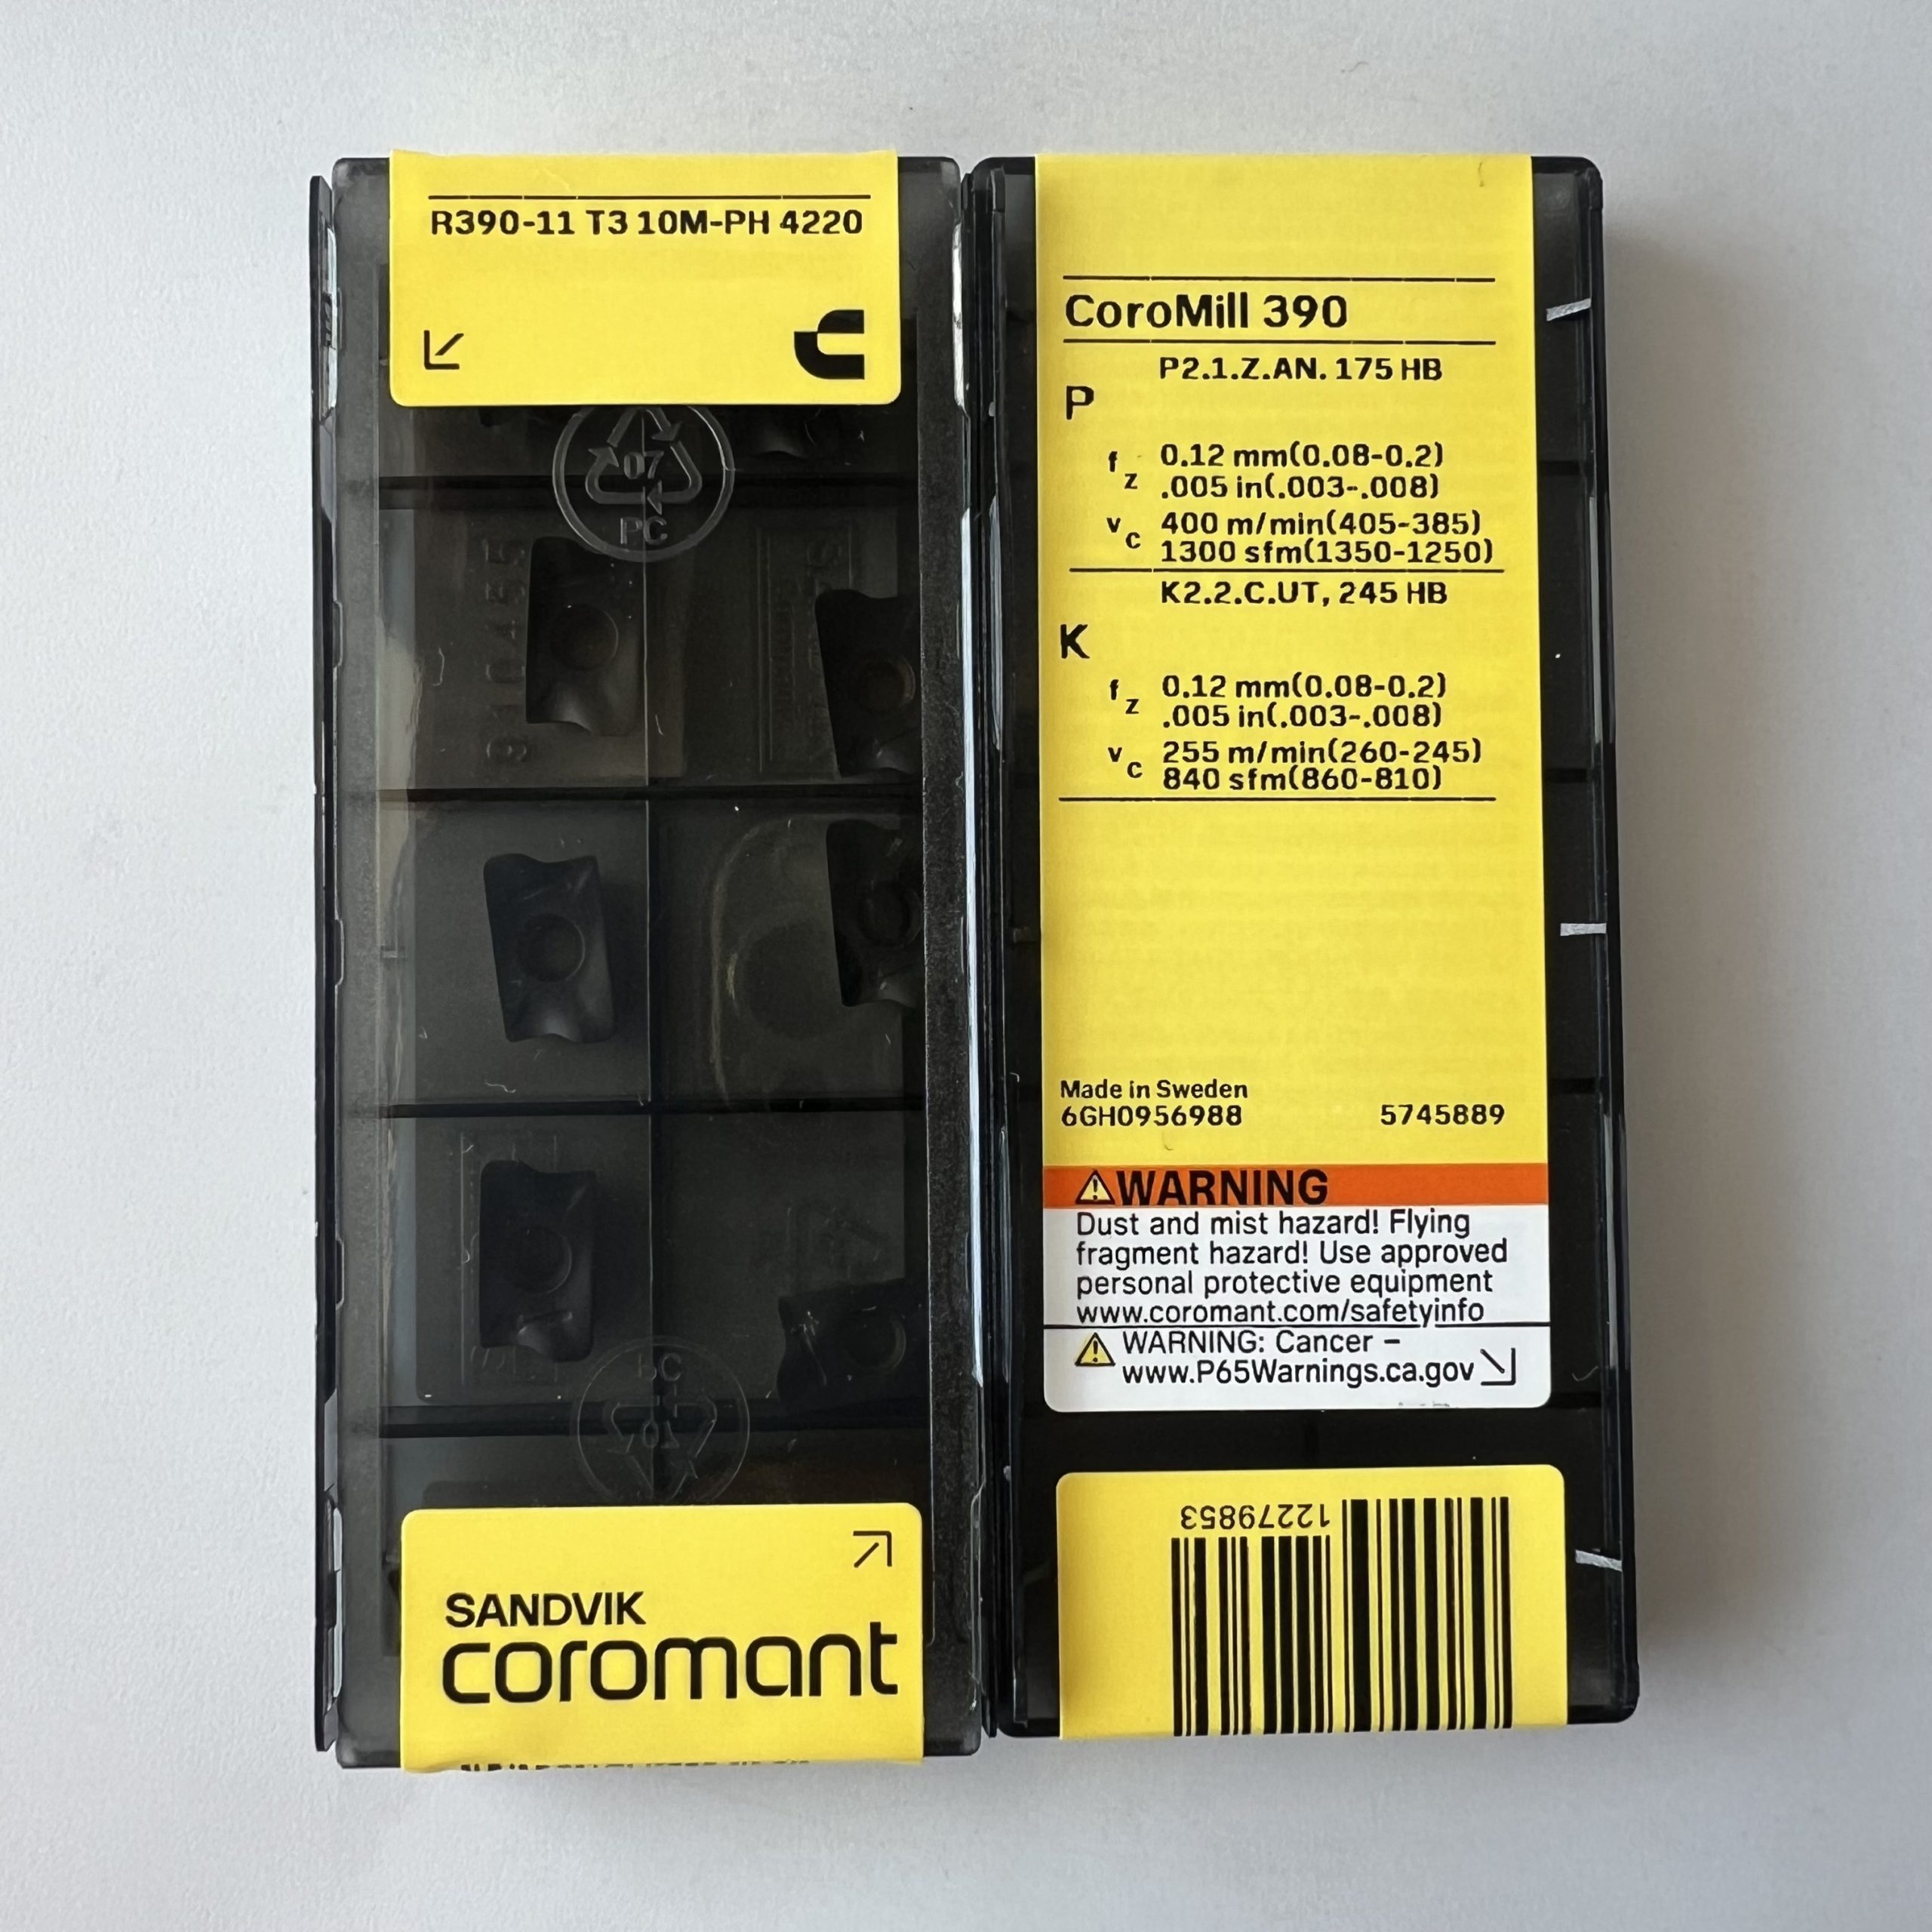 R390-11 T3 10M-PH 4220
07
PC
910455
SANDVIK
coromant
CoroMill 390
P2.1.Z.AN. 175 HB
P
fz 0.12 mm(0.08-0.2)
.005 in(.003-.008)
vc 400 m/min(405-385)
1300 sfm(1350-1250)
K2.2.C.UT, 245 HB
K
fz 0.12 mm(0.08-0.2)
.005 in(.003-.008)
vc 255 m/min(260-245)
840 sfm(860-810)
Made in Sweden
6GH0956988 5745889
WARNING
Dust and mist hazard! Flying
fragment hazard! Use approved
personal protective equipment
www.coromant.com/safetyinfo
WARNING: Cancer –
www.P65Warnings.ca.gov
12279853